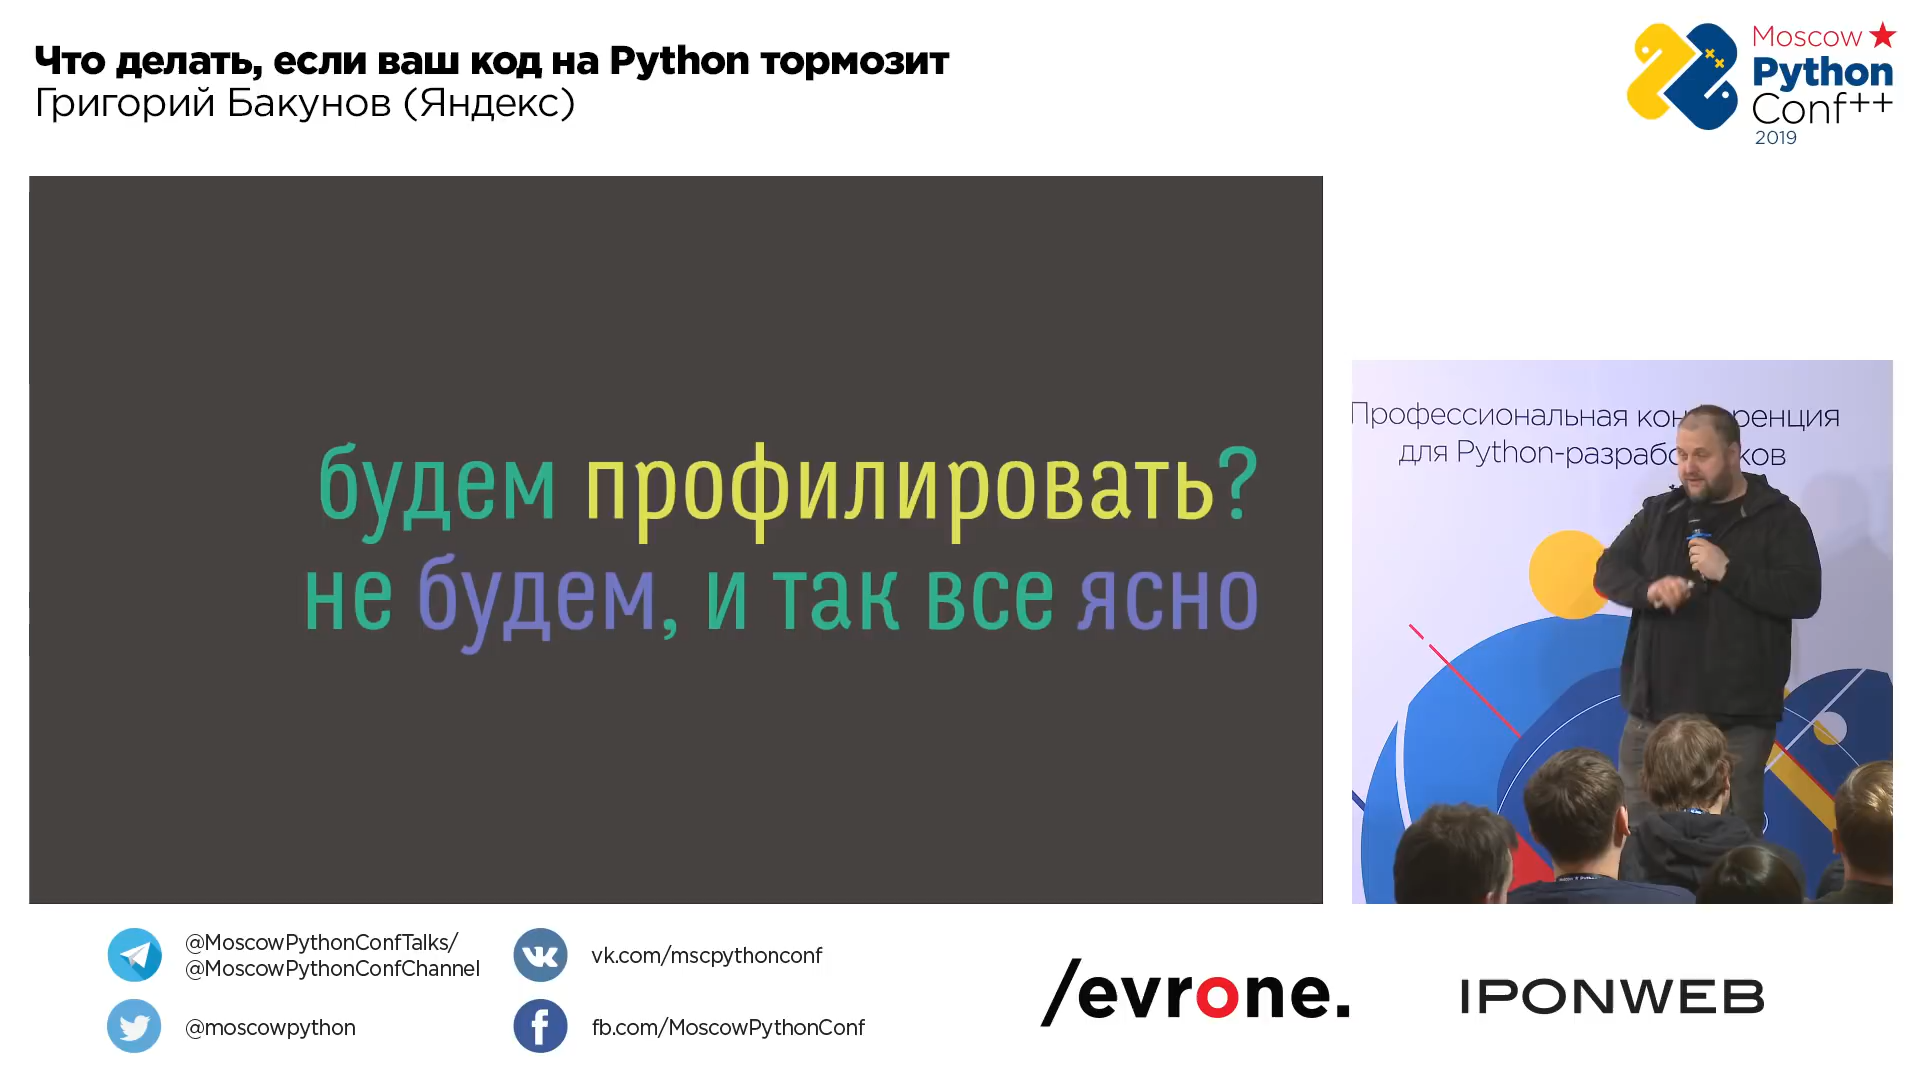 Что делать, если ваш код на Python тормозит
Григорий Бакунов (Яндекс)
Moscow
Python
Conf++
2019
будем профилировать?
не будем, и так все ясно
Профессиональная кон ренция
для Python-разработ ков
@MoscowPythonConfTalks/
@MoscowPythonConfChannel
vk.com/mscpythonconf
@moscowpython
fb.com/MoscowPythonConf
/evrone.
IPONWEB